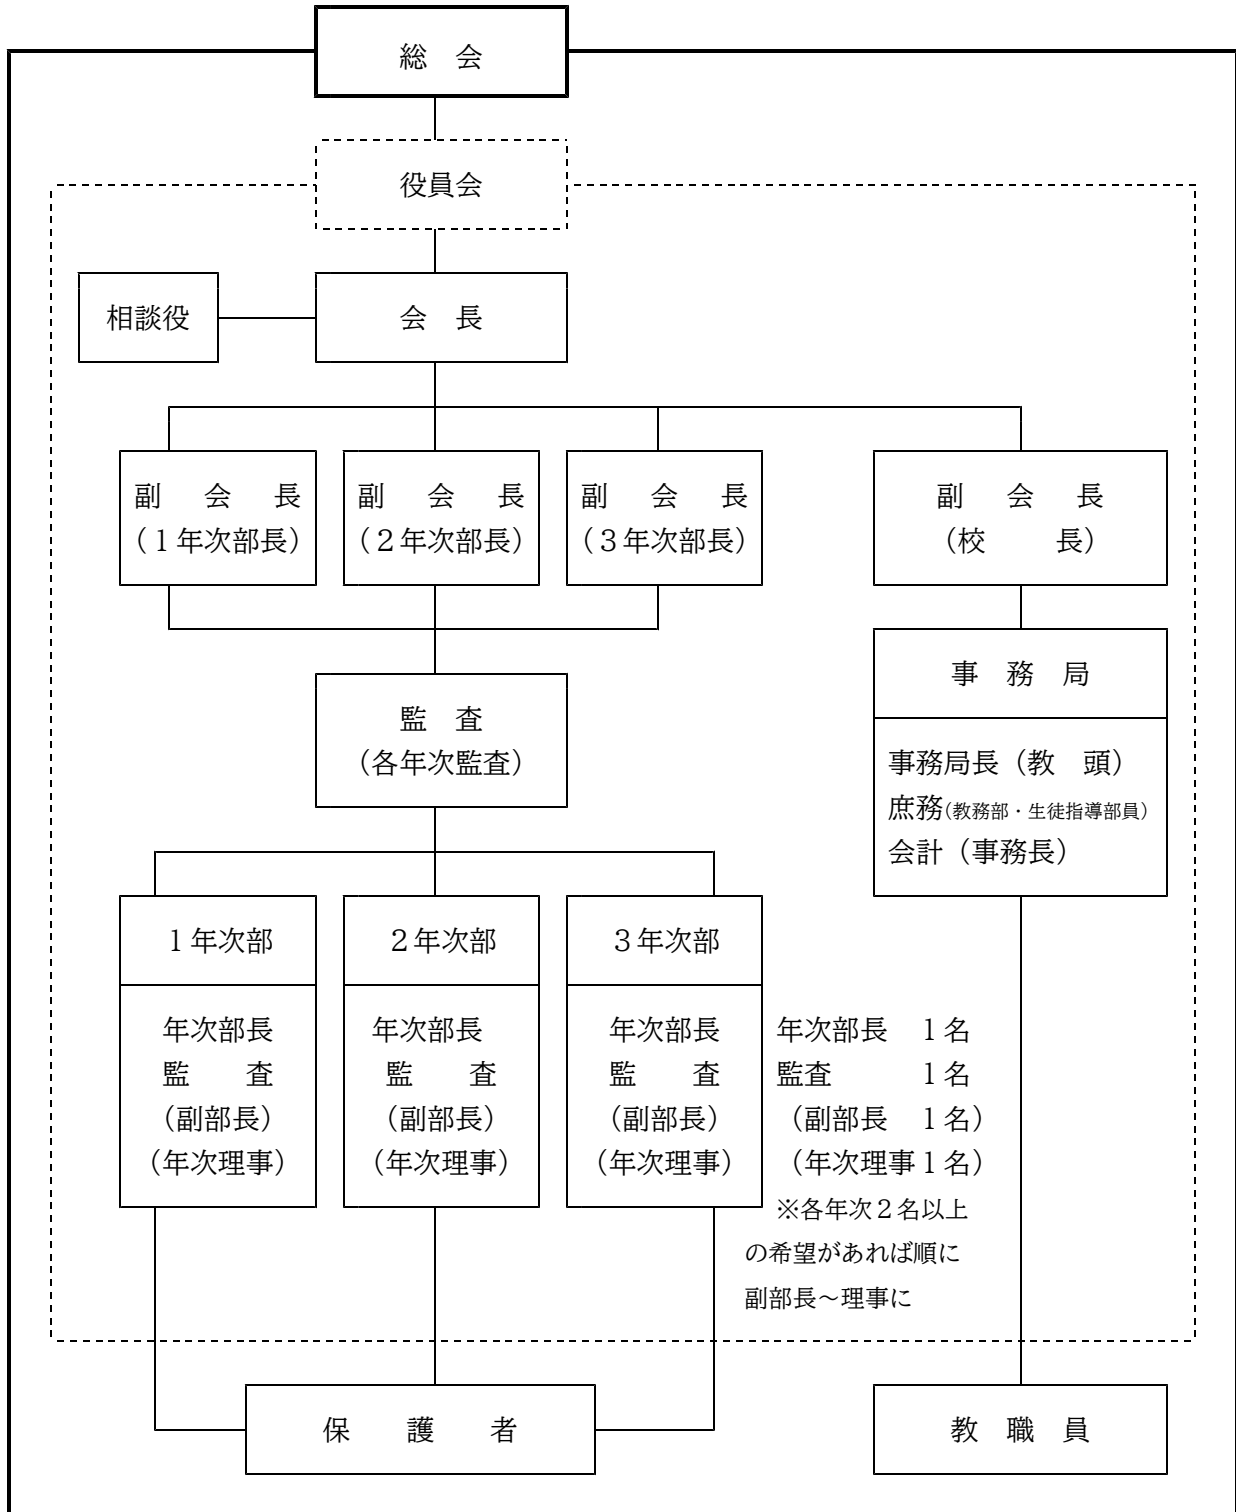 総　会
役員会
相談役
会　長
副　会　長
（１年次部長）
副　会　長
（２年次部長）
副　会　長
（３年次部長）
副　会　長
（校　　長）
監　査
（各年次監査）
事　務　局
事務局長（教　頭）
庶務(教務部・生徒指導部員)
会計（事務長）
１年次部
年次部長
監　　査
（副部長）
（年次理事）
２年次部
年次部長
監　　査
（副部長）
（年次理事）
３年次部
年次部長
監　　査
（副部長）
（年次理事）
年次部長　１名
監査　　　１名
（副部長　１名）
（年次理事１名）
※各年次２名以上
の希望があれば順に
副部長～理事に
保　　護　　者
教　職　員